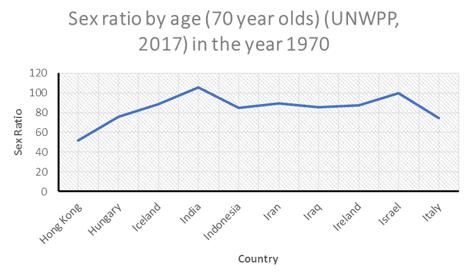 Sex ratio by age (70 year olds) (UNWPP,
2017) in the year 1970
120
100
80
60
40
20
0
Sex Ratio
Hong Kong
Hungary
Iceland
India
Indonesia
Iran
Iraq
Ireland
Israel
Italy
Country